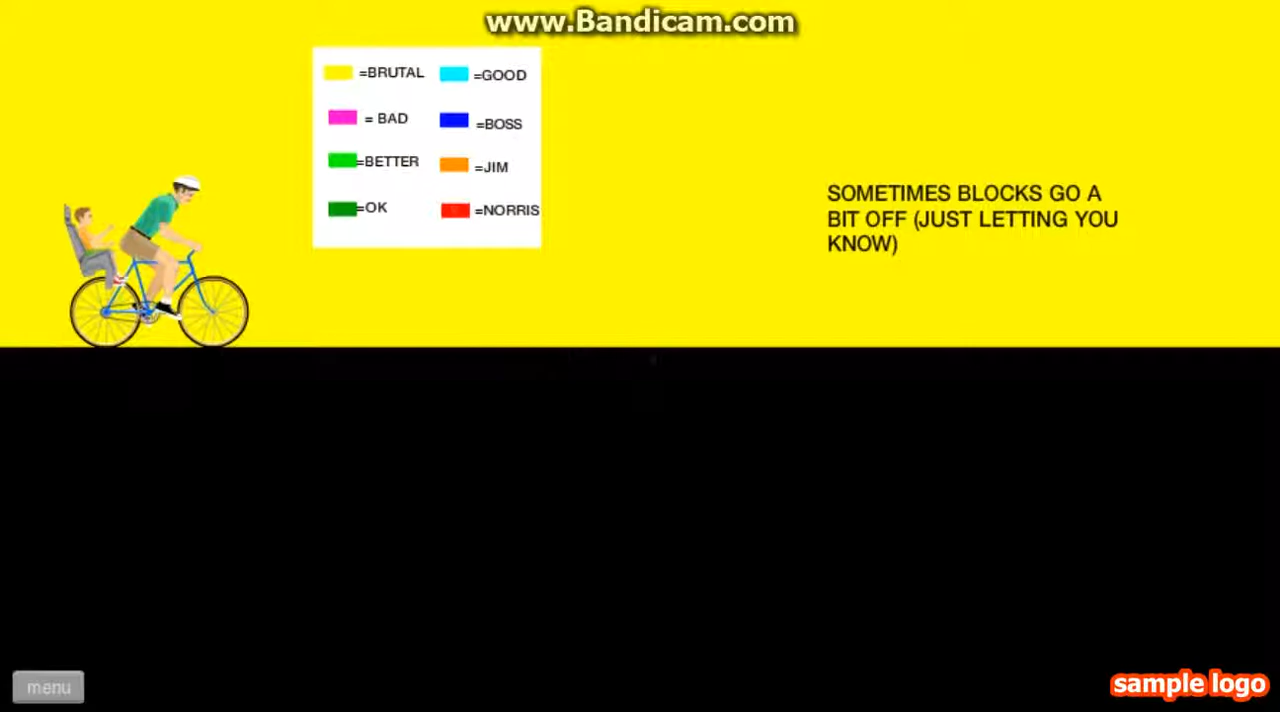 www.Bandicam.com
=BRUTAL
=GOOD
= BAD
=BOSS
=BETTER
=JIM
=OK
=NORRIS
SOMETIMES BLOCKS GO A
BIT OFF (JUST LETTING YOU
KNOW)
menu
sample logo